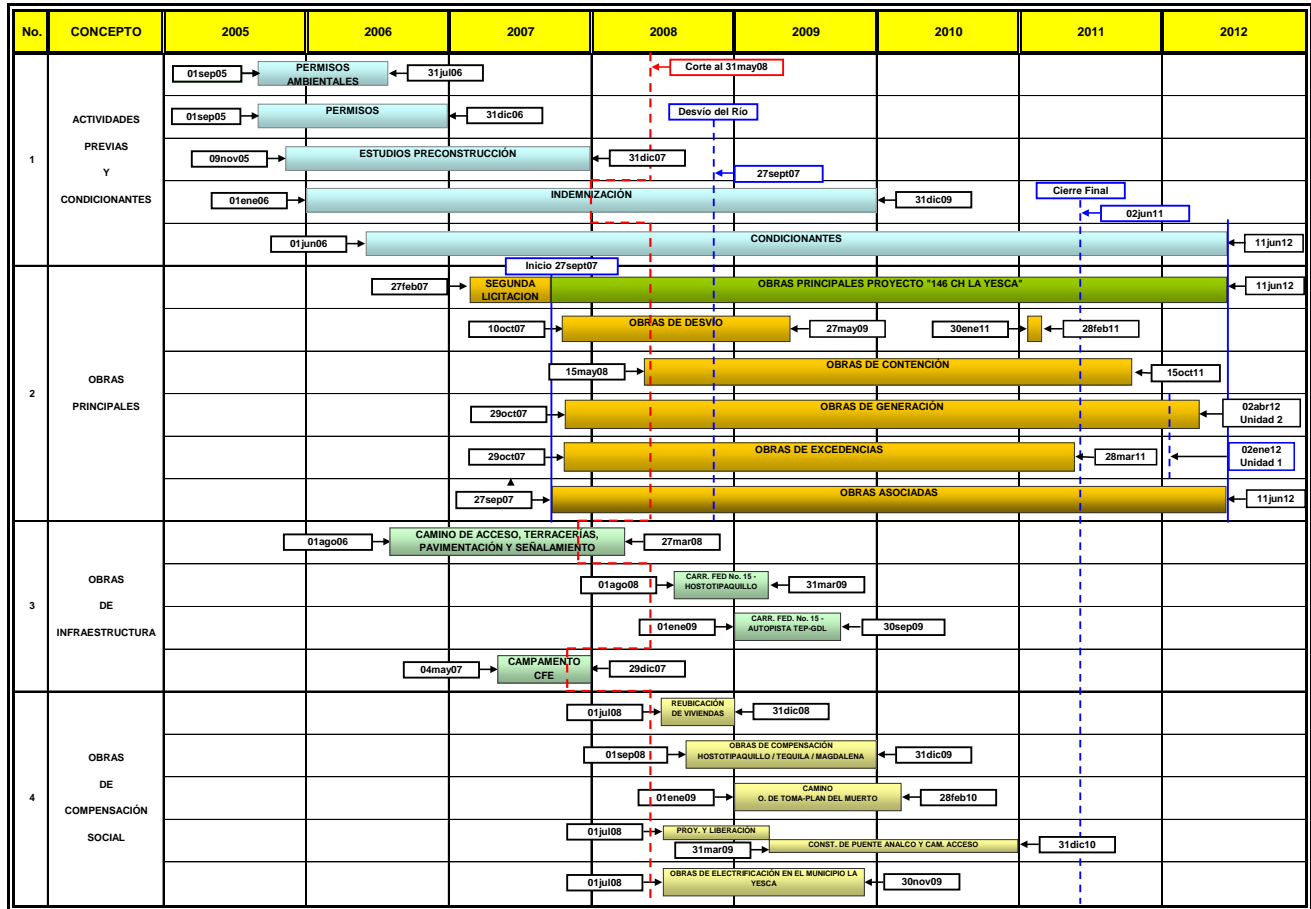 No. CONCEPTO 2005 2006 2007 2008 2009 2010 2011 2012
1
ACTIVIDADES
PREVIAS
Y
CONDICIONANTES
01sep05 PERMISOS
AMBIENTALES 31jul06
Corte al 31may08
01sep05 PERMISOS 31dic06
Desvío del Río
09nov05 ESTUDIOS PRECONSTRUCCIÓN 31dic07
27sept07
01ene06 INDEMNIZACIÓN 31dic09
Cierre Final
02jun11
01jun06 CONDICIONANTES 11jun12
2
OBRAS
PRINCIPALES
Inicio 27sept07
27feb07 SEGUNDA
LICITACION
OBRAS PRINCIPALES PROYECTO "146 CH LA YESCA" 11jun12
10oct07 OBRAS DE DESVÍO 27may09 30ene11 28feb11
15may08 OBRAS DE CONTENCIÓN 15oct11
29oct07 OBRAS DE GENERACIÓN 02abr12
Unidad 2
29oct07 OBRAS DE EXCEDENCIAS 28mar11 02ene12
Unidad 1
27sep07 OBRAS ASOCIADAS 11jun12
3
OBRAS
DE
INFRAESTRUCTURA
01ago06 CAMINO DE ACCESO, TERRACERÍAS,
PAVIMENTACIÓN Y SEÑALAMIENTO 27mar08
01ago08 CARR. FED No. 15 -
HOSTOTIPAQUILLO 31mar09
01ene09 CARR. FED. No. 15 -
AUTOPISTA TEP-GDL 30sep09
04may07 CAMPAMENTO
CFE 29dic07
4
OBRAS
DE
COMPENSACIÓN
SOCIAL
01jul08 REUBICACIÓN
DE VIVIENDAS 31dic08
01sep08 OBRAS DE COMPENSACIÓN
HOSTOTIPAQUILLO / TEQUILA / MAGDALENA 31dic09
01ene09 CAMINO
O. DE TOMA-PLAN DEL MUERTO 28feb10
01jul08 PROY. Y LIBERACIÓN
31mar09 CONST. DE PUENTE ANALCO Y CAM. ACCESO 31dic10
01jul08 OBRAS DE ELECTRIFICACIÓN EN EL MUNICIPIO LA
YESCA 30nov09